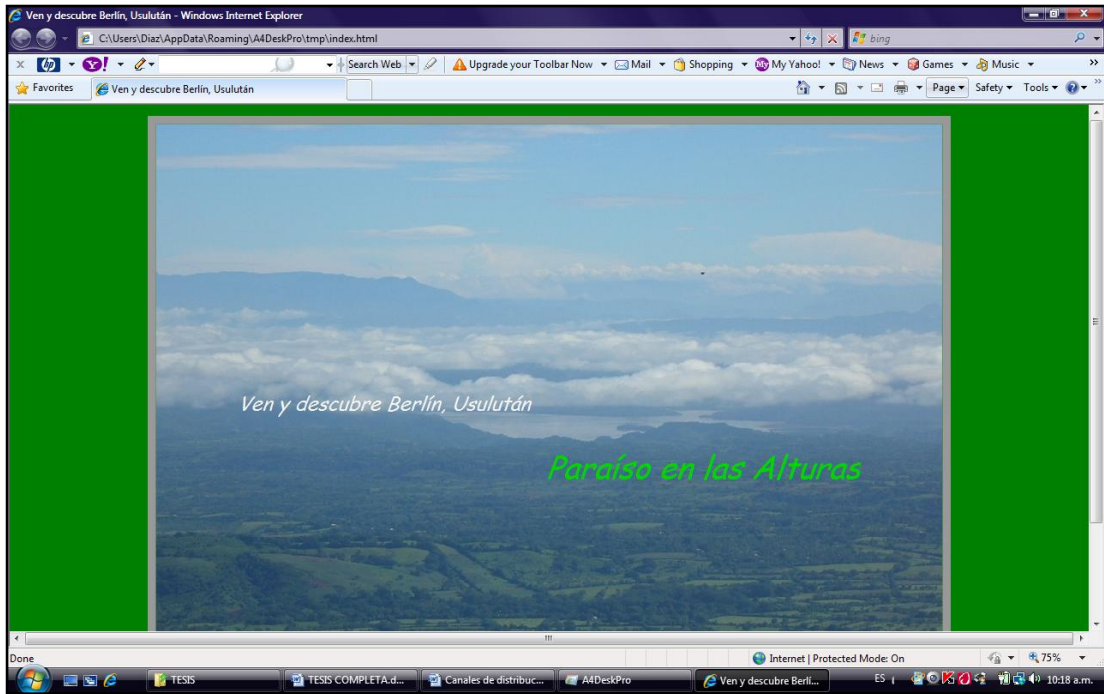 Ven y descubre Berlín, Usulután - Windows Internet Explorer
C:\Users\Diaz\AppData\Roaming\A4DeskPro\tmp\index.html
bing
Search Web
Upgrade your Toolbar Now
Mail
Shopping
My Yahoo!
News
Games
Music
Favorites
Ven y descubre Berlín, Usulután
Page
Safety
Tools
Ven y descubre Berlín, Usulután
Paraíso en las Alturas
Done
Internet | Protected Mode: On
75%
TESIS
TESIS COMPLETA.d...
Canales de distribuc...
A4DeskPro
Ven y descubre Berlí...
ES
10:18 a.m.